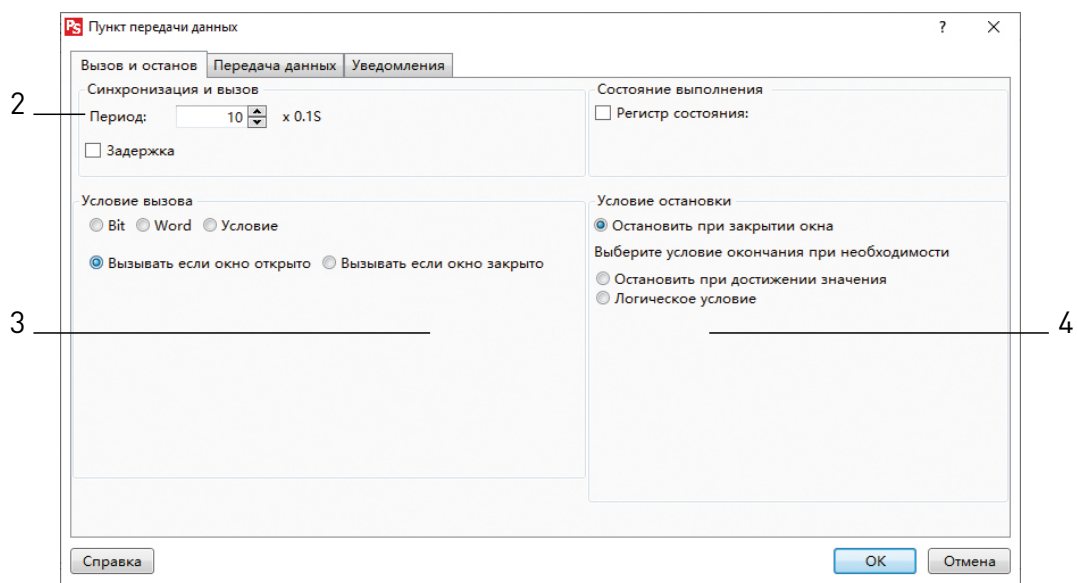 PS Пункт передачи данных ?
Вызов и останов Передача данных Уведомления
Синхронизация и вызов
2
Период: 10 x 0.1S
Задержка
Состояние выполнения
Регистр состояния:
Условие вызова
Bit Word Условие
Вызывать если окно открыто Вызывать если окно закрыто
3
Условие остановки
Остановить при закрытии окна
Выберите условие окончания при необходимости
Остановить при достижении значения
Логическое условие
4
Справка OK Отмена